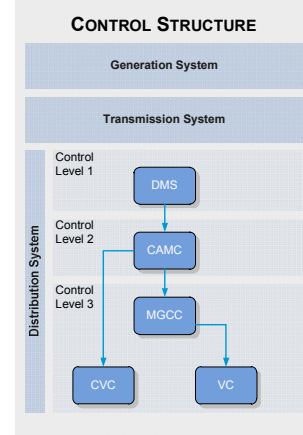 CONTROL STRUCTURE
Generation System
Transmission System
Distribution System
Control
Level 1
DMS
Control
Level 2
CAMC
Control
Level 3
MGCC
CVC
VC